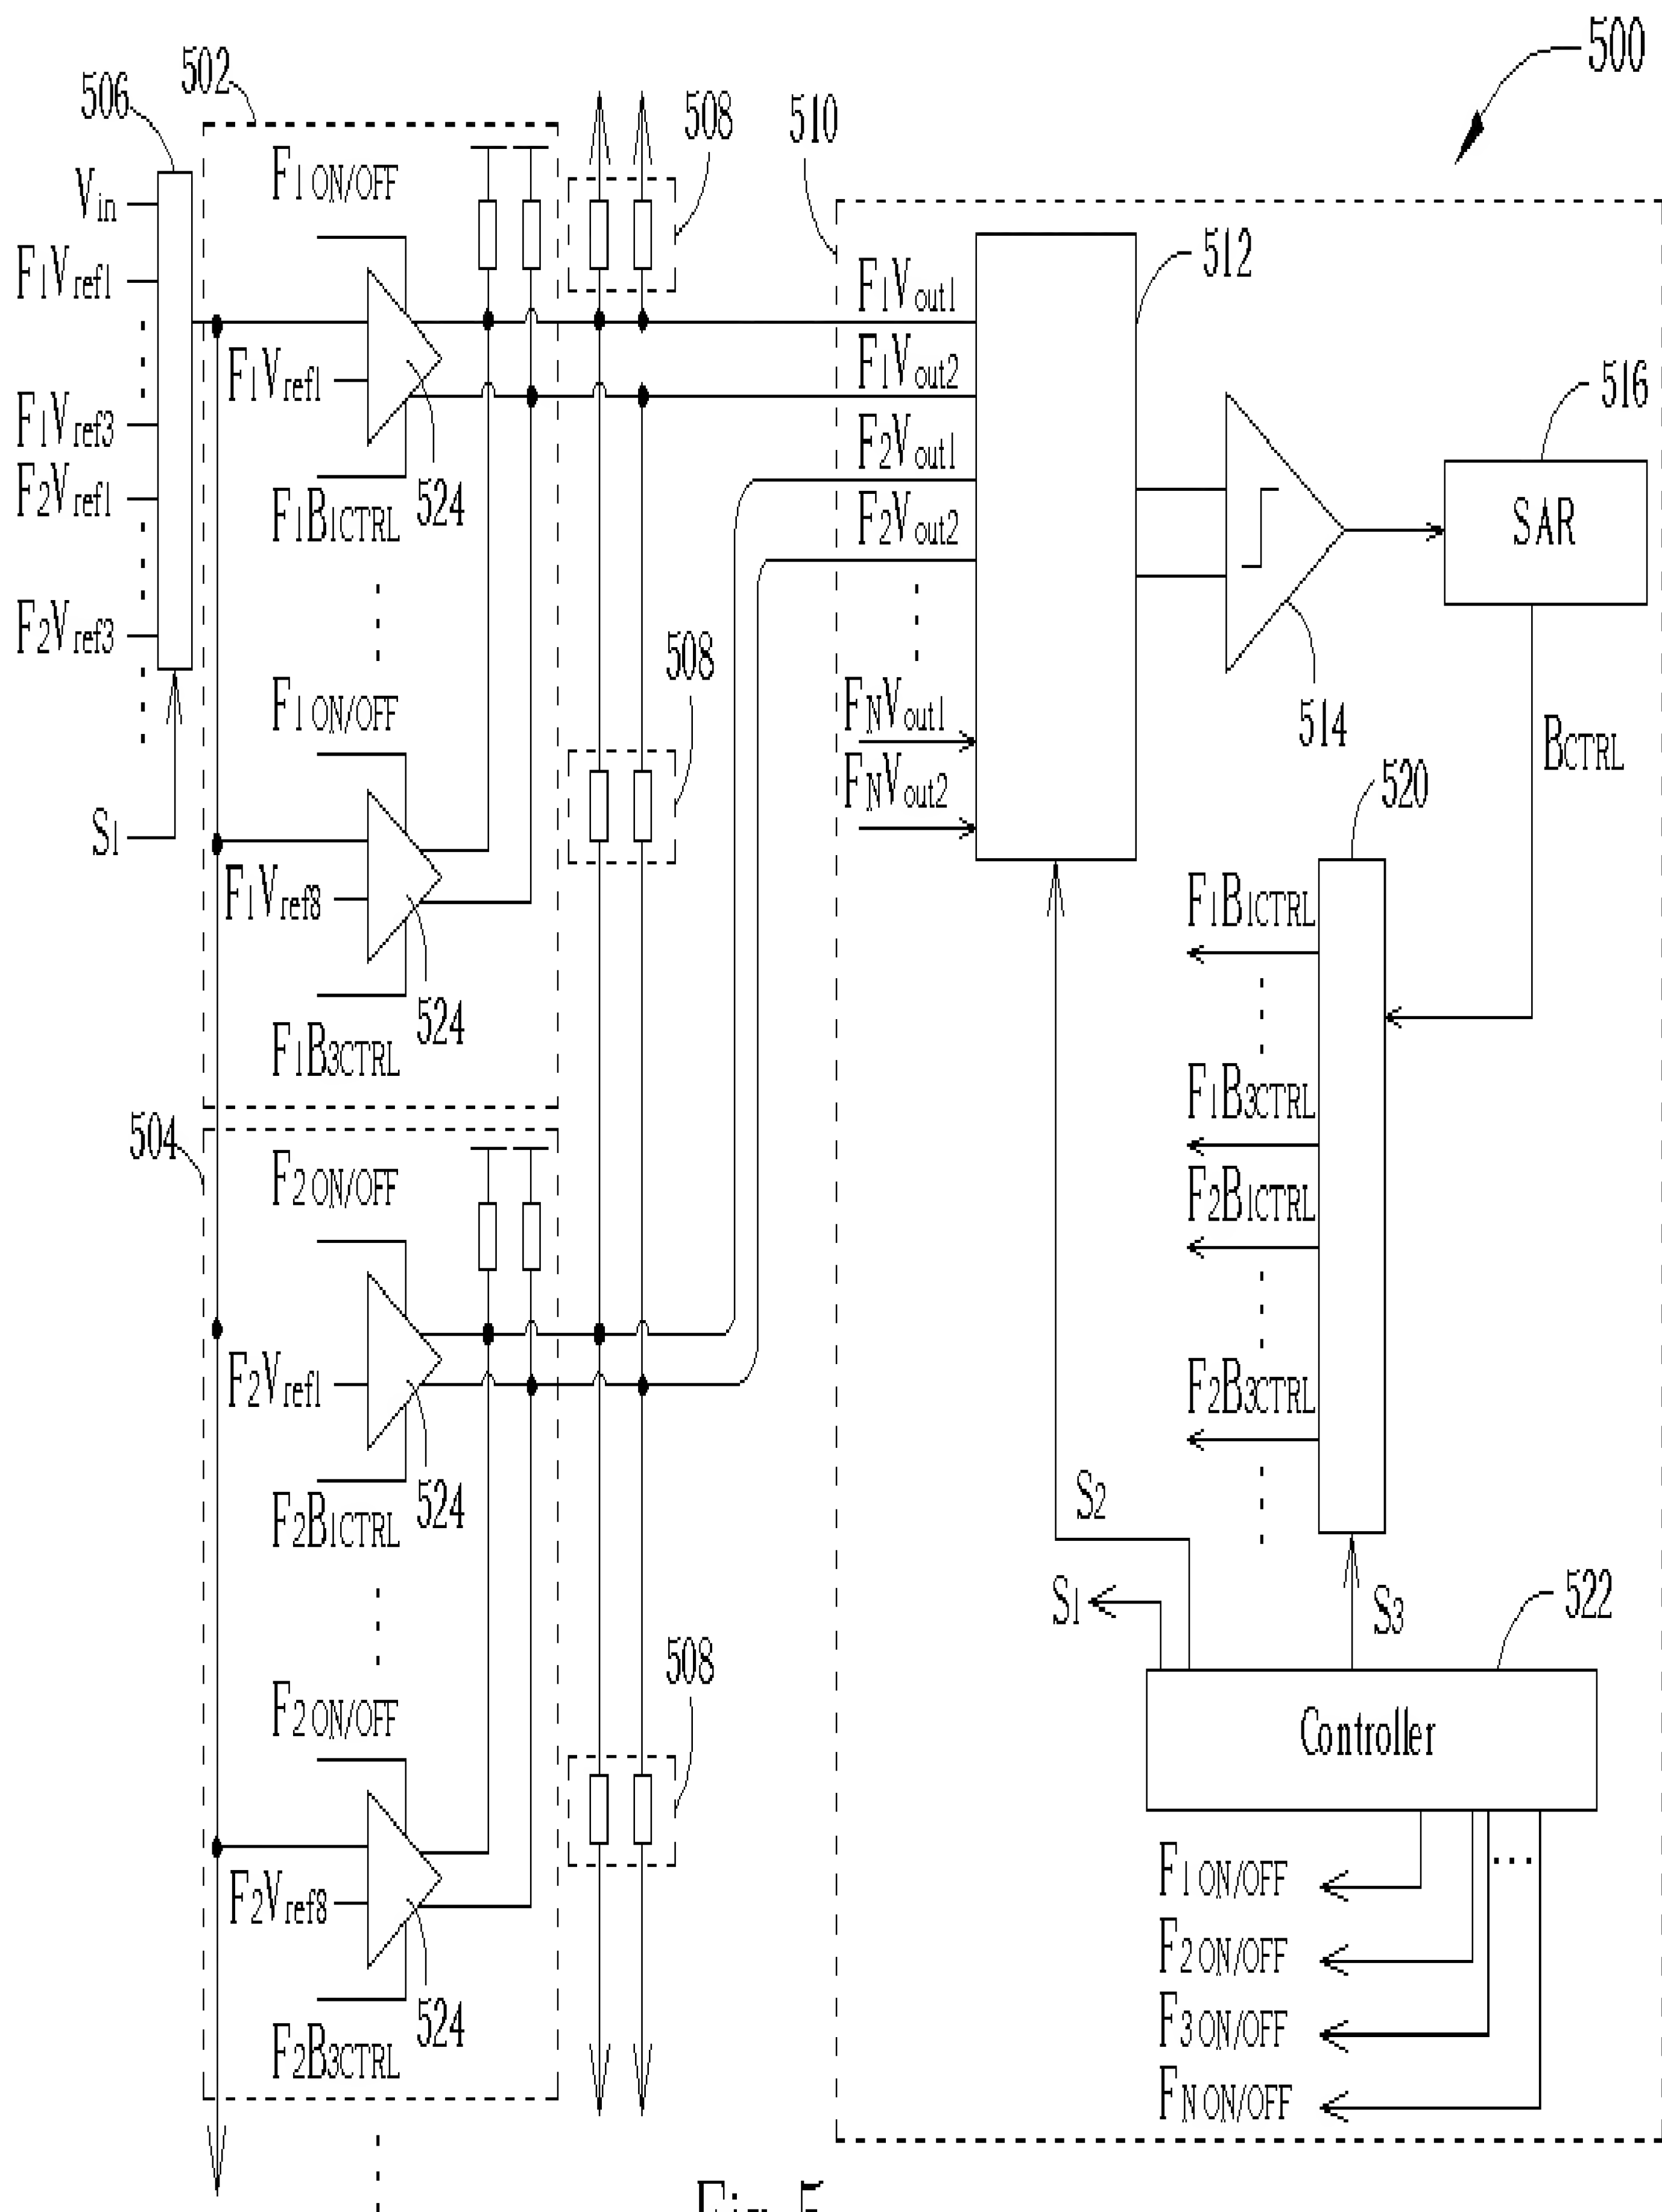 500
502
506
508
510
F1 ON/OFF
Vin
F1Vref1
F1Vref3
F2Vref1
F2Vref3
S1
F1Vref1
524
F1B1CTRL
F1 ON/OFF
F1Vref8
524
F1B3CTRL
508
504
F2 ON/OFF
F2Vref1
524
F2B1CTRL
F2 ON/OFF
508
F2Vref8
524
F2B3CTRL
512
F1Vout1
F1Vout2
F2Vout1
F2Vout2
FNVout1
FNVout2
514
516
SAR
BCTRL
520
F1B1CTRL
F1B3CTRL
F2B1CTRL
F2B3CTRL
S2
S1
S3
522
Controller
...
F1 ON/OFF
F2 ON/OFF
F3 ON/OFF
FN ON/OFF
Fig. 5